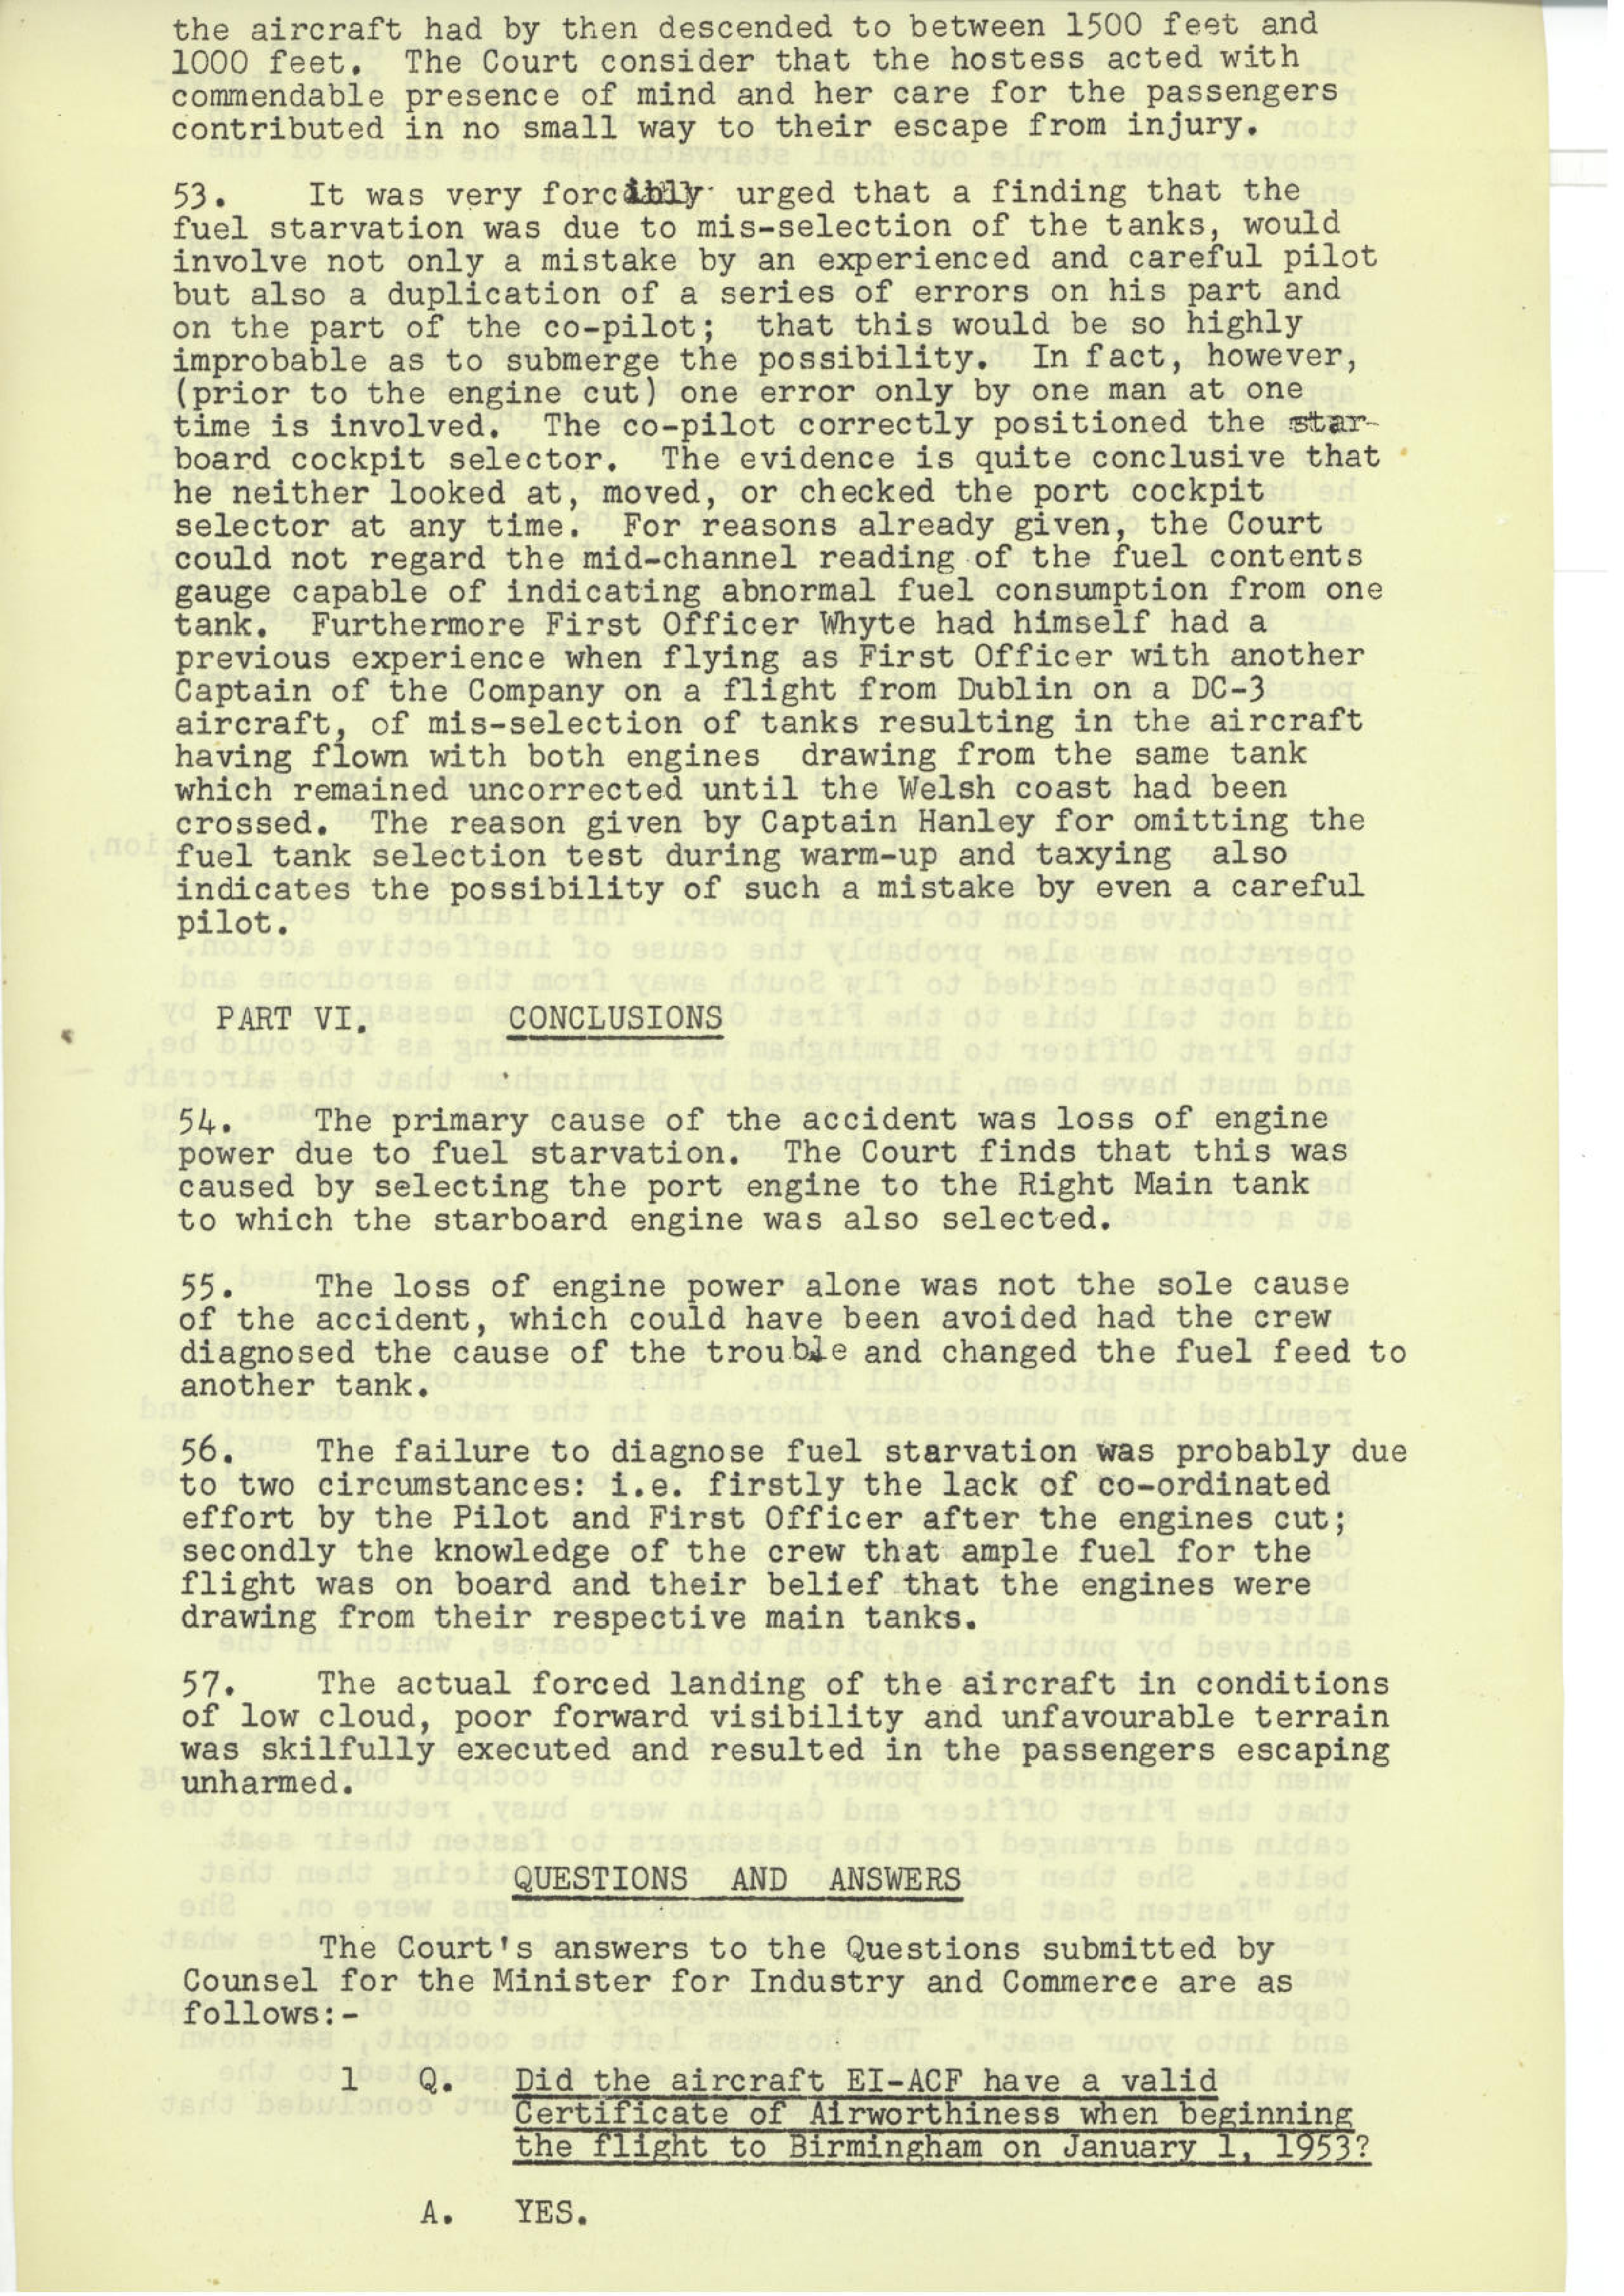 the aircraft had by then descended to between 1500 feet and
1000 feet. The Court consider that the hostess acted with
commendable presence of mind and her care for the passengers
contributed in no small way to their escape from injury.
53. It was very forcibly urged that a finding that the
fuel starvation was due to mis-selection of the tanks, would
involve not only a mistake by an experienced and careful pilot
but also a duplication of a series of errors on his part and
on the part of the co-pilot; that this would be so highly
improbable as to submerge the possibility. In fact, however,
(prior to the engine cut) one error only by one man at one
time is involved. The co-pilot correctly positioned the star-
board cockpit selector. The evidence is quite conclusive that
he neither looked at, moved, or checked the port cockpit
selector at any time. For reasons already given, the Court
could not regard the mid-channel reading of the fuel contents
gauge capable of indicating abnormal fuel consumption from one
tank. Furthermore First Officer Whyte had himself had a
previous experience when flying as First Officer with another
Captain of the Company on a flight from Dublin on a DC-3
aircraft, of mis-selection of tanks resulting in the aircraft
having flown with both engines drawing from the same tank
which remained uncorrected until the Welsh coast had been
crossed. The reason given by Captain Hanley for omitting the
fuel tank selection test during warm-up and taxying also
indicates the possibility of such a mistake by even a careful
pilot.
PART VI. CONCLUSIONS
54. The primary cause of the accident was loss of engine
power due to fuel starvation. The Court finds that this was
caused by selecting the port engine to the Right Main tank
to which the starboard engine was also selected.
55. The loss of engine power alone was not the sole cause
of the accident, which could have been avoided had the crew
diagnosed the cause of the trouble and changed the fuel feed to
another tank.
56. The failure to diagnose fuel starvation was probably due
to two circumstances: i.e. firstly the lack of co-ordinated
effort by the Pilot and First Officer after the engines cut;
secondly the knowledge of the crew that ample fuel for the
flight was on board and their belief that the engines were
drawing from their respective main tanks.
57. The actual forced landing of the aircraft in conditions
of low cloud, poor forward visibility and unfavourable terrain
was skilfully executed and resulted in the passengers escaping
unharmed.
QUESTIONS AND ANSWERS
The Court's answers to the Questions submitted by
Counsel for the Minister for Industry and Commerce are as
follows:-
1 Q. Did the aircraft EI-ACF have a valid
Certificate of Airworthiness when beginning
the flight to Birmingham on January 1, 1953?
A. YES.